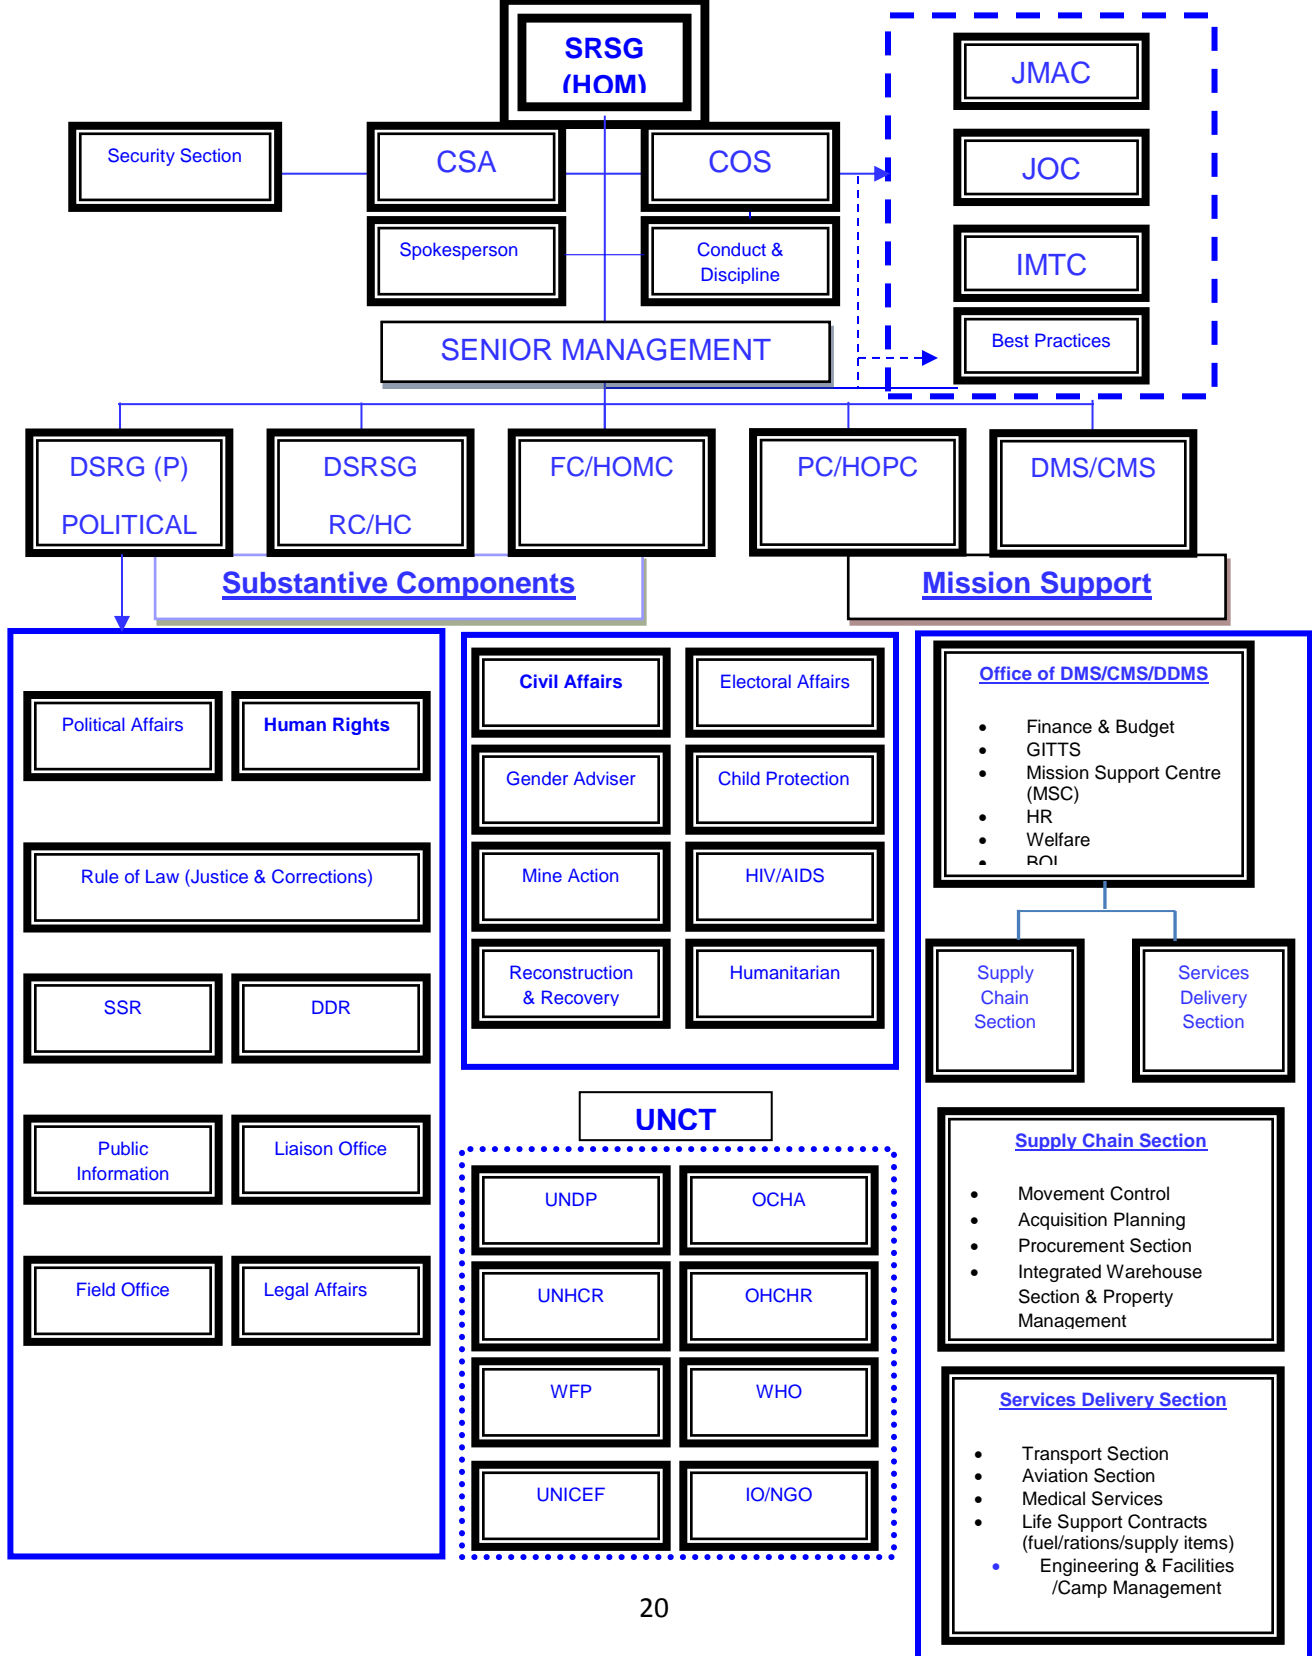 SRSG
(HOM)
JMAC
Security Section
CSA
COS
JOC
Spokesperson
Conduct &
Discipline
IMTC
SENIOR MANAGEMENT
Best Practices
DSRG (P)
POLITICAL
DSRSG
RC/HC
FC/HOMC
PC/HOPC
DMS/CMS
Substantive Components
Mission Support
Political Affairs
Human Rights
Rule of Law (Justice & Corrections)
SSR
DDR
Public
Information
Liaison Office
Field Office
Legal Affairs
Civil Affairs
Electoral Affairs
Gender Adviser
Child Protection
Mine Action
HIV/AIDS
Reconstruction
& Recovery
Humanitarian
UNCT
UNDP
OCHA
UNHCR
OHCHR
WFP
WHO
UNICEF
IO/NGO
Office of DMS/CMS/DDMS
• Finance & Budget
• GITTS
• Mission Support Centre
(MSC)
• HR
• Welfare
• BOI
Supply
Chain
Section
Services
Delivery
Section
Supply Chain Section
• Movement Control
• Acquisition Planning
• Procurement Section
• Integrated Warehouse
Section & Property
Management
Services Delivery Section
• Transport Section
• Aviation Section
• Medical Services
• Life Support Contracts
(fuel/rations/supply items)
• Engineering & Facilities
/Camp Management
20